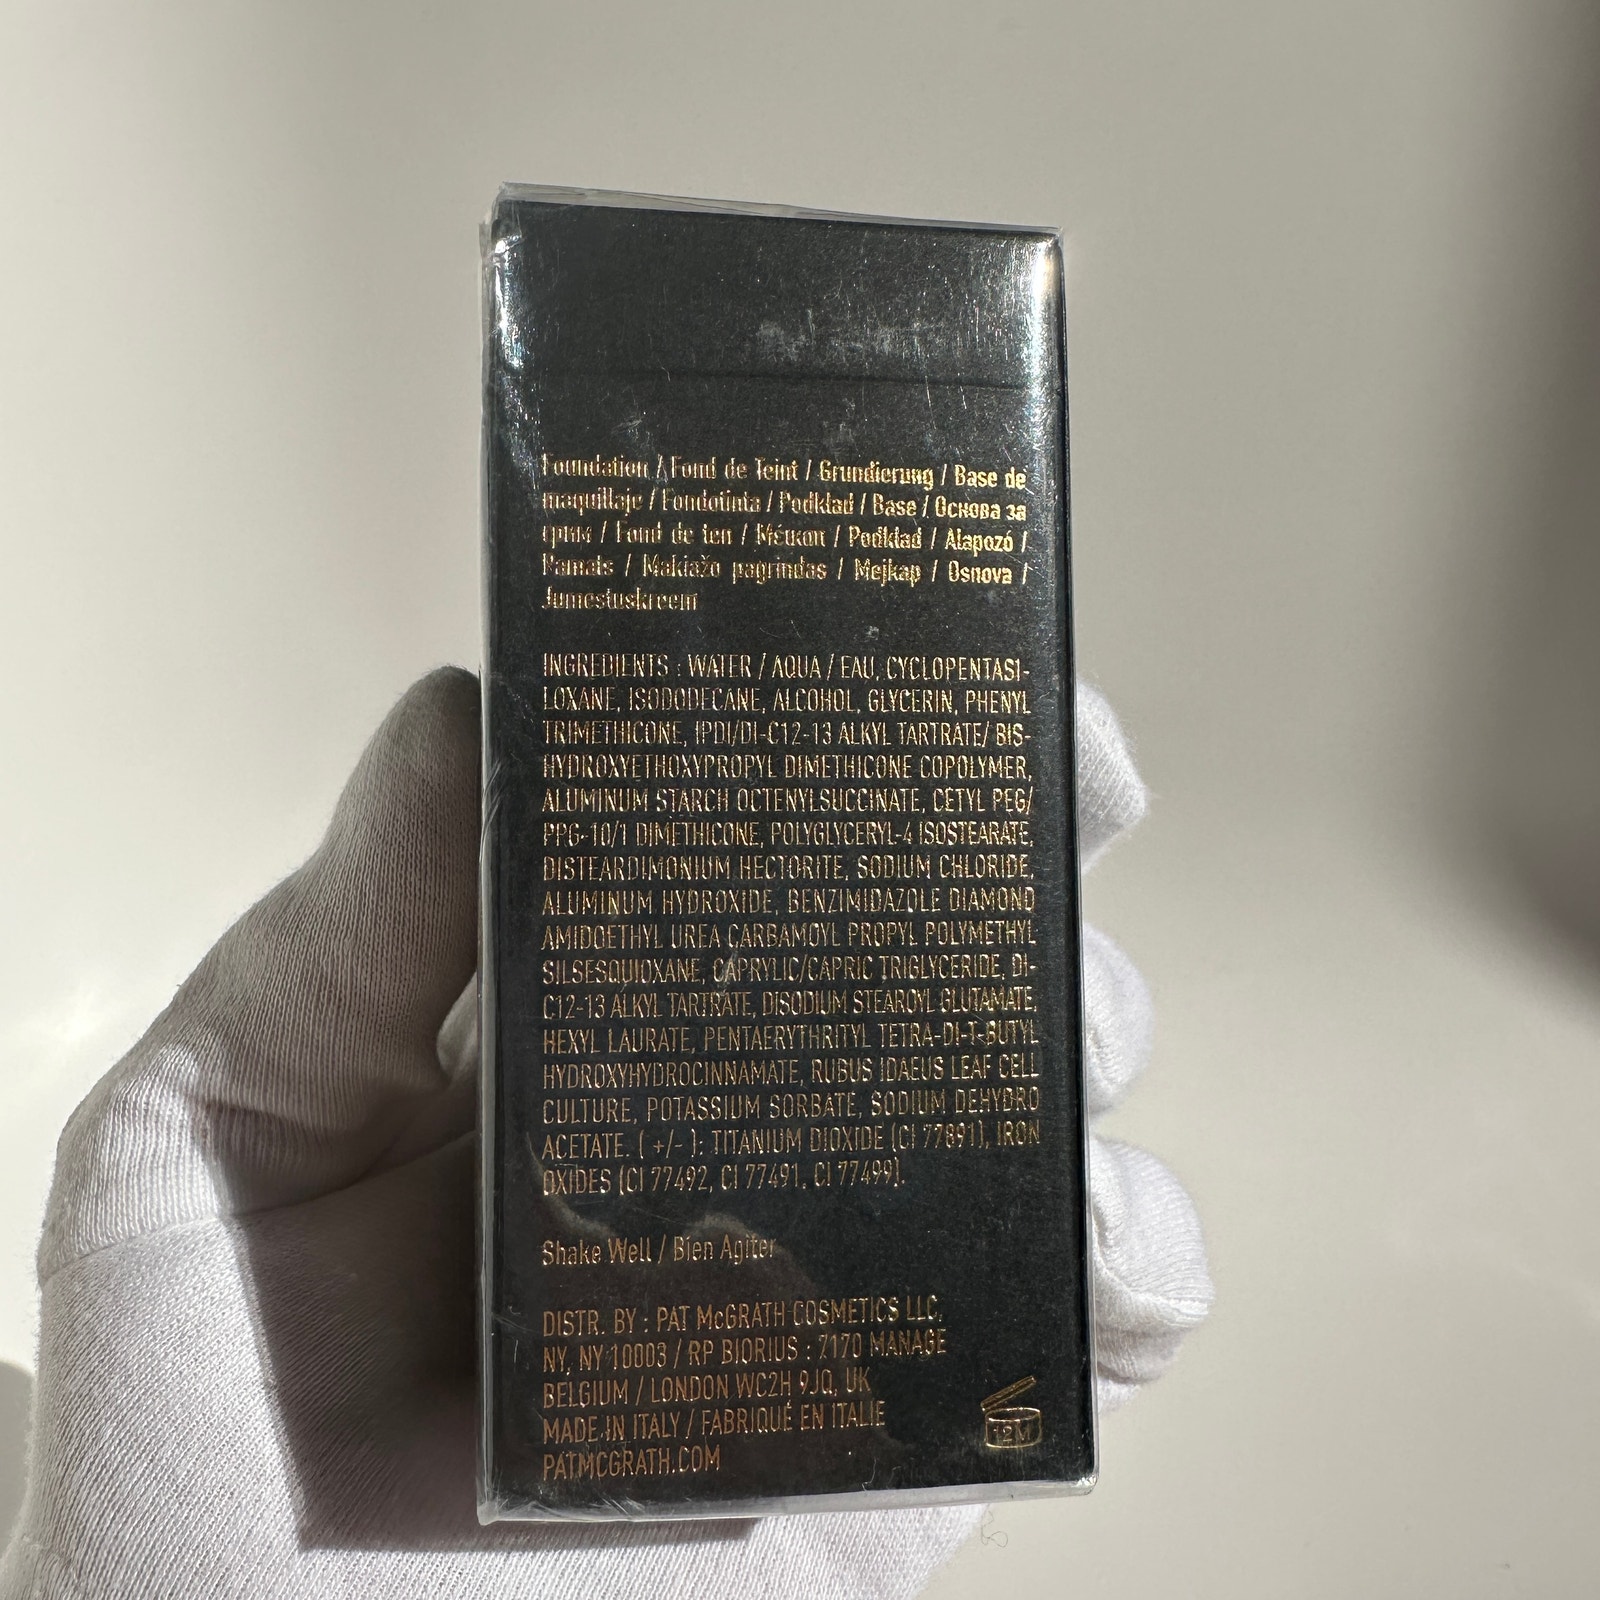 Foundation / Fond de Teint / Grundierung / Base de
maquillaje / Fondotinta / Podkład / Base / Основа за
грим / Fond de ten / Μέικαπ / Podklad / Alapozó /
Pamats / Makiažo pagrindas / Mejkap / Osnova /
Jumestuskreem
INGREDIENTS : WATER / AQUA / EAU, CYCLOPENTASI-
LOXANE, ISODODECANE, ALCOHOL, GLYCERIN, PHENYL
TRIMETHICONE, IPDI/DI-C12-13 ALKYL TARTRATE/ BIS-
HYDROXYETHOXYPROPYL DIMETHICONE COPOLYMER,
ALUMINUM STARCH OCTENYLSUCCINATE, CETYL PEG/
PPG-10/1 DIMETHICONE, POLYGLYCERYL-4 ISOSTEARATE,
DISTEARDIMONIUM HECTORITE, SODIUM CHLORIDE,
ALUMINUM HYDROXIDE, BENZIMIDAZOLE DIAMOND
AMIDOETHYL UREA CARBAMOYL PROPYL POLYMETHYL
SILSESQUIOXANE, CAPRYLIC/CAPRIC TRIGLYCERIDE, DI-
C12-13 ALKYL TARTRATE, DISODIUM STEAROYL GLUTAMATE,
HEXYL LAURATE, PENTAERYTHRITYL TETRA-DI-T-BUTYL
HYDROXYHYDROCINNAMATE, RUBUS IDAEUS LEAF CELL
CULTURE, POTASSIUM SORBATE, SODIUM DEHYDRO
ACETATE. ( +/- ): TITANIUM DIOXIDE (CI 77891), IRON
OXIDES (CI 77492, CI 77491, CI 77499).
Shake Well / Bien Agiter
DISTR. BY : PAT McGRATH COSMETICS LLC.
NY, NY 10003 / RP BIORIUS : 7170 MANAGE
BELGIUM / LONDON WC2H 9JQ, UK
MADE IN ITALY / FABRIQUÉ EN ITALIE
PATMCGRATH.COM
12M